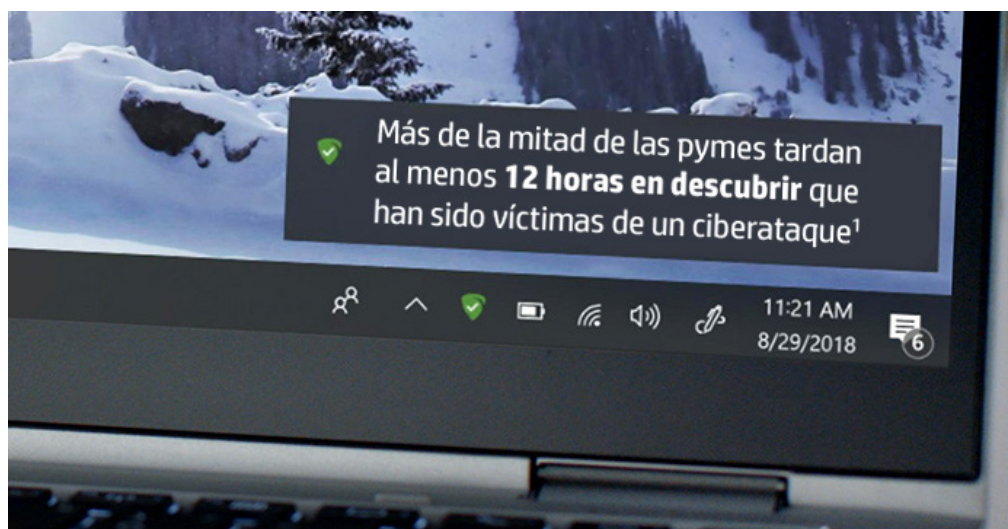 Más de la mitad de las pymes tardan
al menos 12 horas en descubrir que
han sido víctimas de un ciberataque¹
11:21 AM
8/29/2018
6